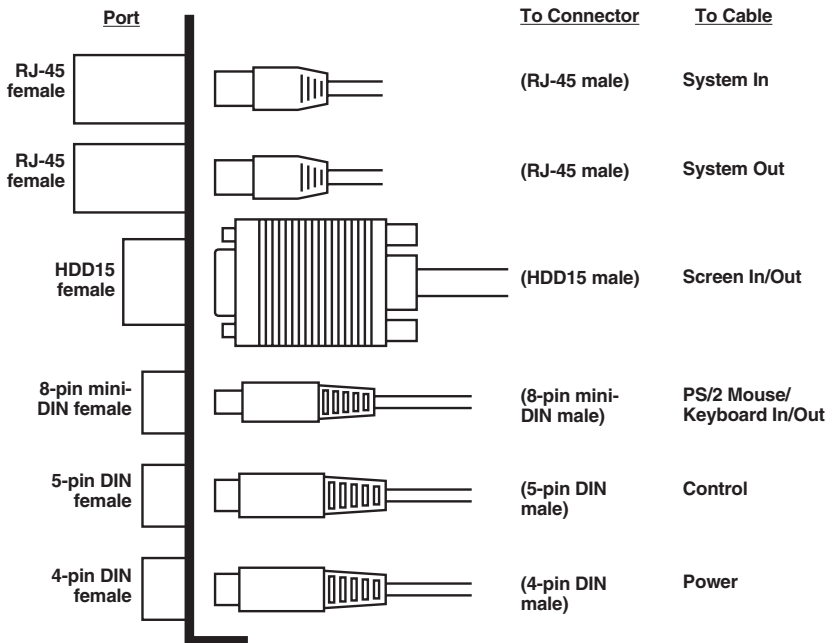 Port To Connector To Cable
RJ-45
female
(RJ-45 male) System In
RJ-45
female
(RJ-45 male) System Out
HDD15
female
(HDD15 male) Screen In/Out
8-pin mini-
DIN female
(8-pin mini-
DIN male)
PS/2 Mouse/
Keyboard In/Out
5-pin DIN
female
(5-pin DIN
male)
Control
4-pin DIN
female
(4-pin DIN
male)
Power